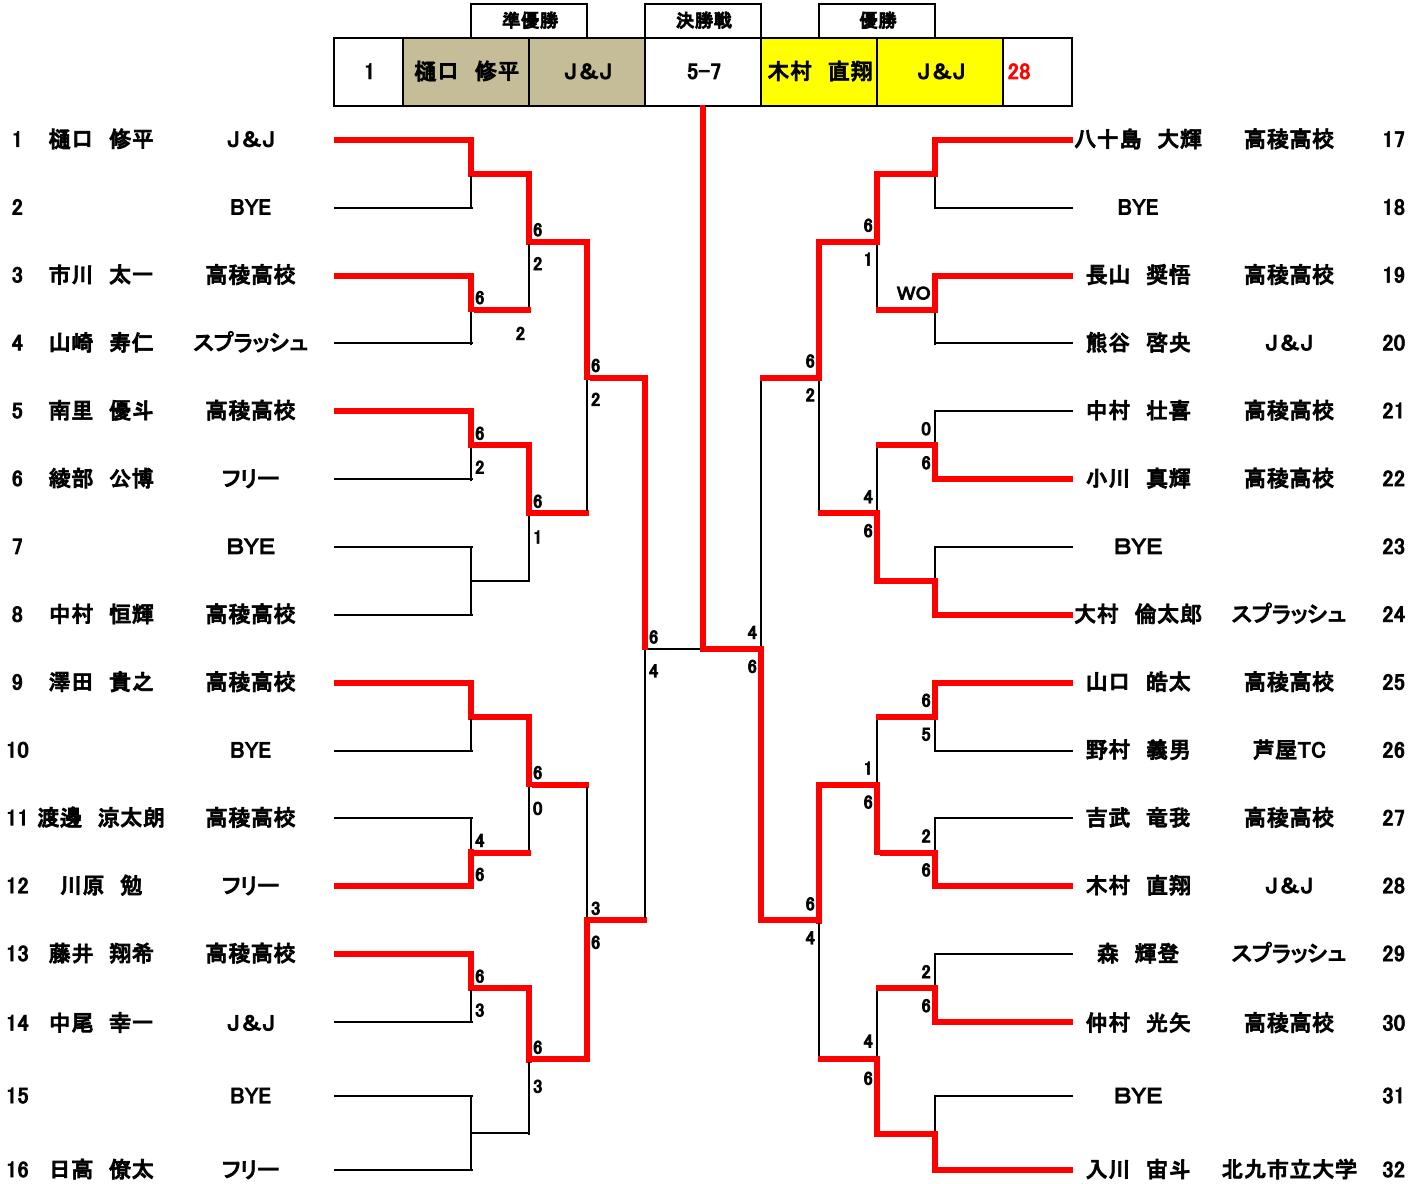 準優勝 決勝戦 優勝
1 樋口 修平 J&J 5-7 木村 直翔 J&J 28
1 樋口 修平 J&J
2 BYE
6
2
3 市川 太一 高稜高校
6
2
4 山崎 寿仁 スプラッシュ
6
2
5 南里 優斗 高稜高校
6
2
6 綾部 公博 フリー
6
1
7 BYE
8 中村 恒輝 高稜高校
6
4
9 澤田 貴之 高稜高校
10 BYE
6
0
11 渡邊 涼太朗 高稜高校
4
6
12 川原 勉 フリー
3
6
13 藤井 翔希 高稜高校
6
3
14 中尾 幸一 J&J
6
3
15 BYE
16 日高 僚太 フリー
八十島 大輝 高稜高校 17
BYE 18
6
1
長山 奨悟 高稜高校 19
WO
熊谷 啓央 J&J 20
6
2
中村 壮喜 高稜高校 21
0
6
小川 真輝 高稜高校 22
4
6
BYE 23
大村 倫太郎 スプラッシュ 24
4
6
山口 皓太 高稜高校 25
6
5
野村 義男 芦屋TC 26
1
6
吉武 竜我 高稜高校 27
2
6
木村 直翔 J&J 28
6
4
森 輝登 スプラッシュ 29
2
6
仲村 光矢 高稜高校 30
4
6
BYE 31
入川 宙斗 北九市立大学 32